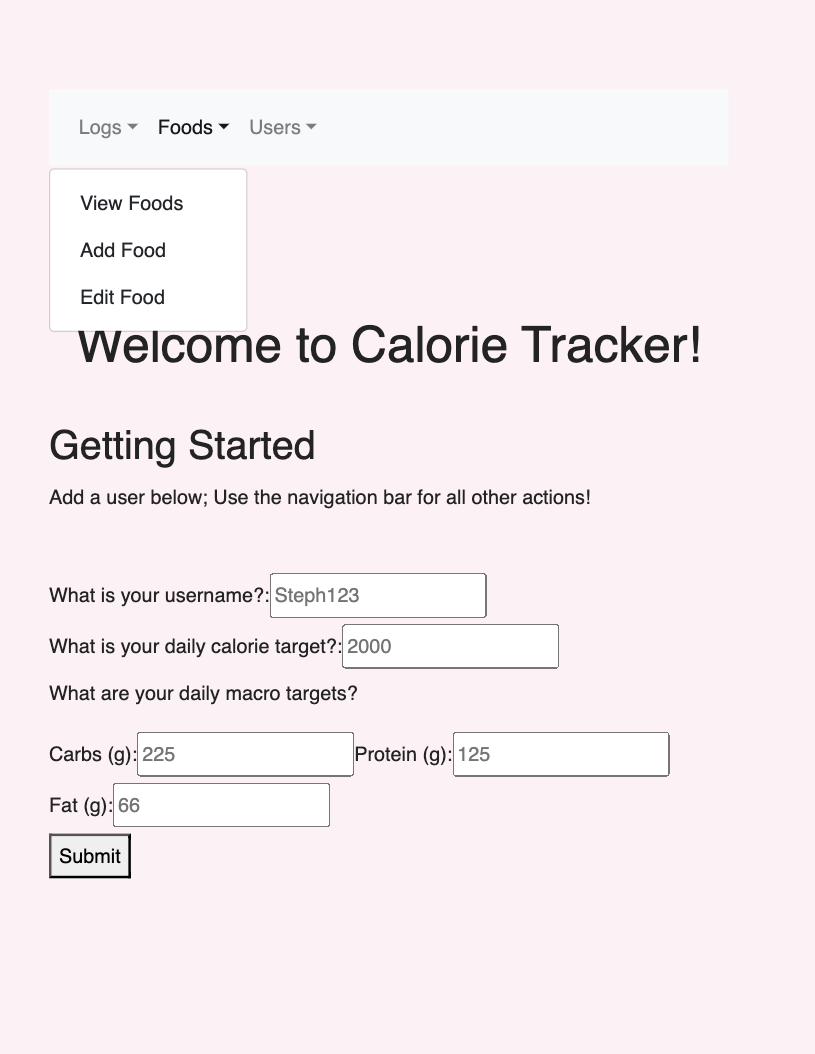 Logs Foods Users
View Foods
Add Food
Edit Food
Welcome to Calorie Tracker!
Getting Started
Add a user below; Use the navigation bar for all other actions!
What is your username?: Steph123
What is your daily calorie target?: 2000
What are your daily macro targets?
Carbs (g): 225 Protein (g): 125
Fat (g): 66
Submit